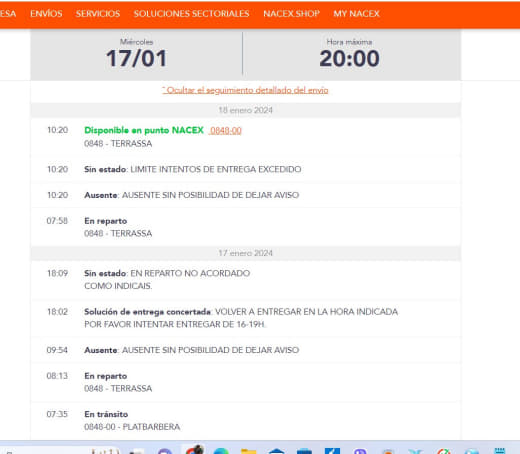 ESA ENVÍOS SERVICIOS SOLUCIONES SECTORIALES NACEX.SHOP MY NACEX
Miércoles
17/01
Hora máxima
20:00
ˆ Ocultar el seguimiento detallado del envío
18 enero 2024
10:20 Disponible en punto NACEX 0848-00
0848 - TERRASSA
10:20 Sin estado: LIMITE INTENTOS DE ENTREGA EXCEDIDO
10:20 Ausente: AUSENTE SIN POSIBILIDAD DE DEJAR AVISO
07:58 En reparto
0848 - TERRASSA
17 enero 2024
18:09 Sin estado: EN REPARTO NO ACORDADO
COMO INDICAIS.
18:02 Solución de entrega concertada: VOLVER A ENTREGAR EN LA HORA INDICADA
POR FAVOR INTENTAR ENTREGAR DE 16-19H.
09:54 Ausente: AUSENTE SIN POSIBILIDAD DE DEJAR AVISO
08:13 En reparto
0848 - TERRASSA
07:35 En tránsito
0848-00 - PLATBARBERA